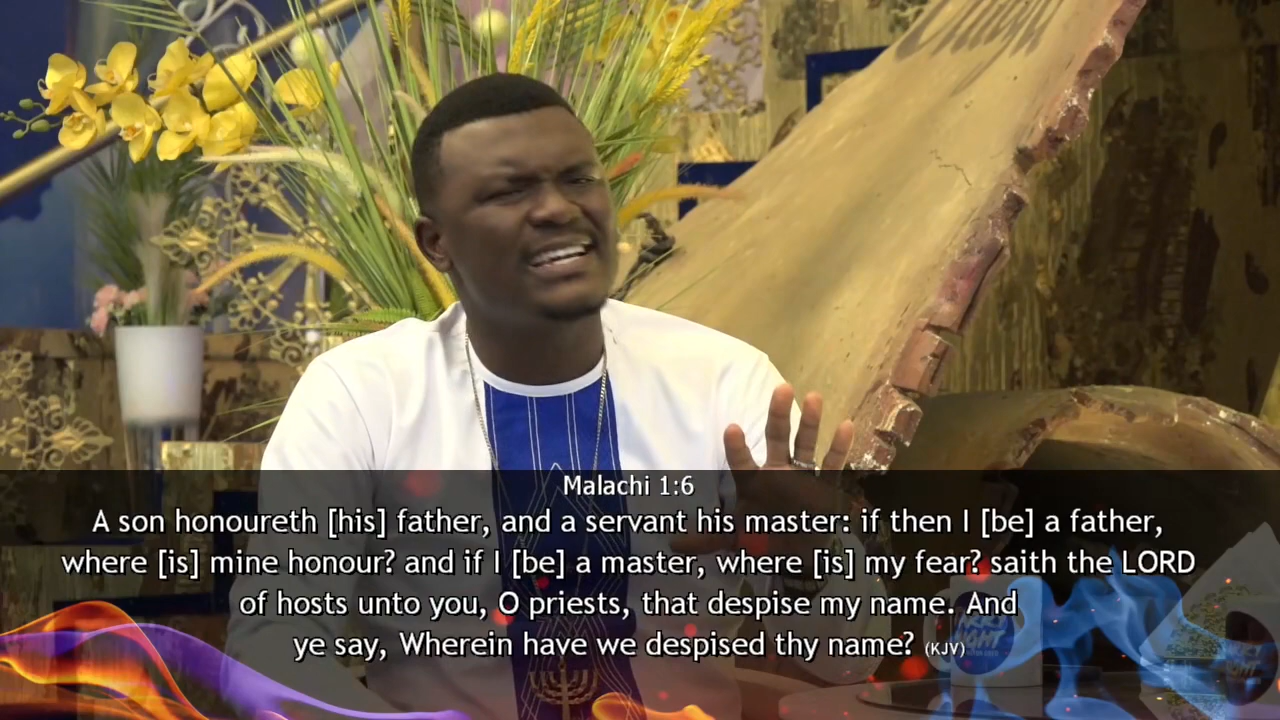 Malachi 1:6
A son honoureth [his] father, and a servant his master: if then I [be] a father,
where [is] mine honour? and if I [be] a master, where [is] my fear? saith the LORD
of hosts unto you, O priests, that despise my name. And
ye say, Wherein have we despised thy name? (KJV)